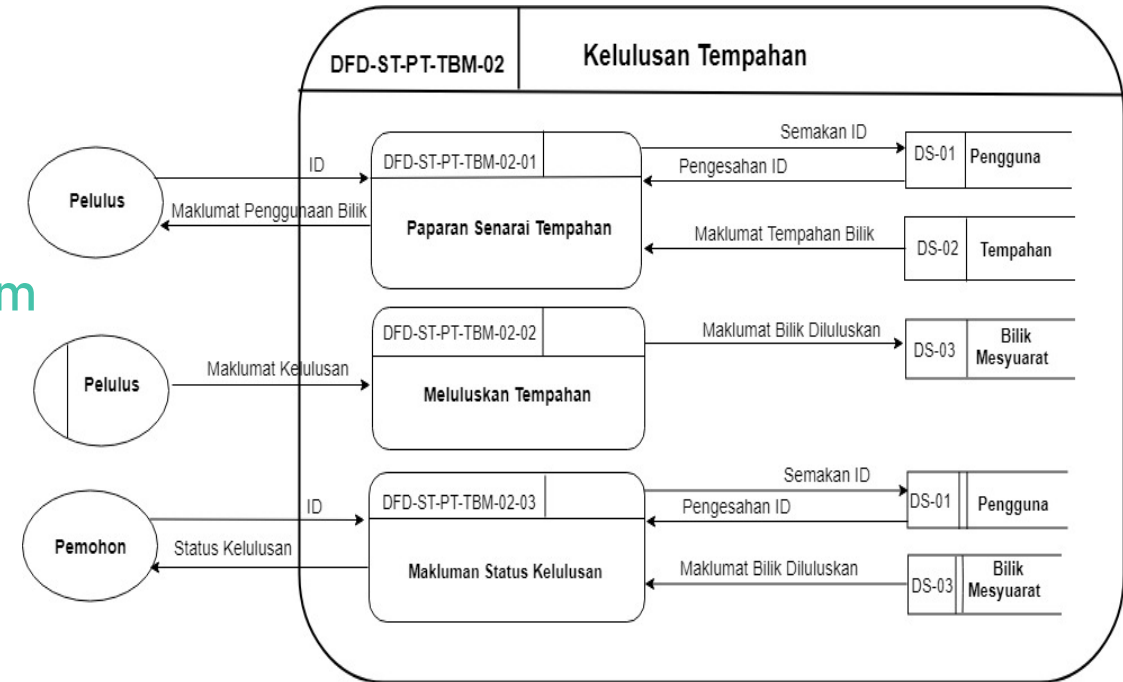 DFD-ST-PT-TBM-02
Kelulusan Tempahan
Pelulus
ID
Maklumat Penggunaan Bilik
DFD-ST-PT-TBM-02-01
Paparan Senarai Tempahan
Semakan ID
Pengesahan ID
Maklumat Tempahan Bilik
DS-01
Pengguna
DS-02
Tempahan
m
Pelulus
Maklumat Kelulusan
DFD-ST-PT-TBM-02-02
Meluluskan Tempahan
Maklumat Bilik Diluluskan
DS-03
Bilik
Mesyuarat
Pemohon
ID
Status Kelulusan
DFD-ST-PT-TBM-02-03
Makluman Status Kelulusan
Semakan ID
Pengesahan ID
Maklumat Bilik Diluluskan
DS-01
Pengguna
DS-03
Bilik
Mesyuarat